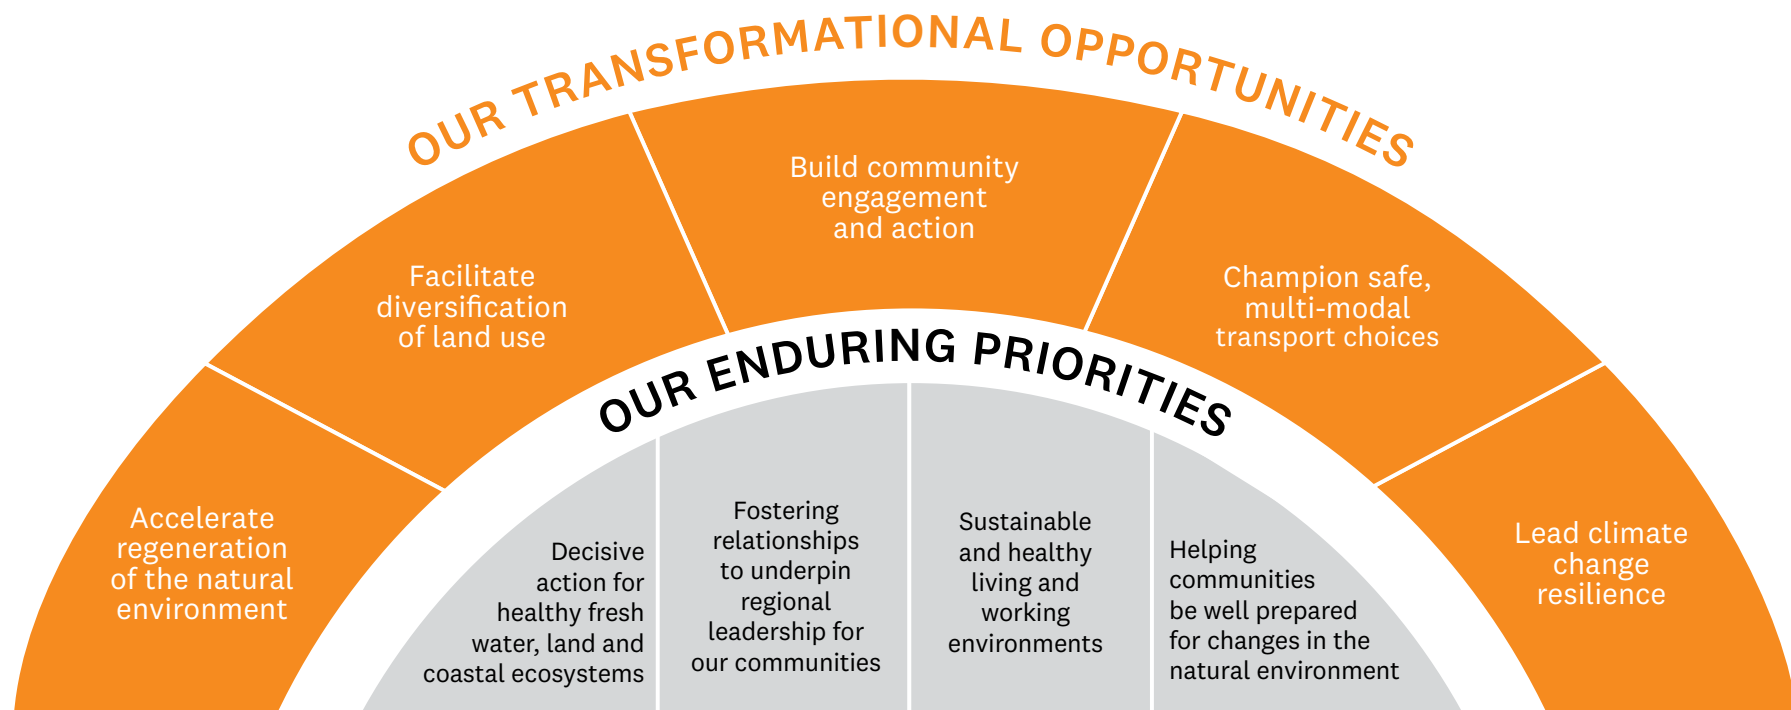 OUR TRANSFORMATIONAL OPPORTUNITIES
Accelerate
regeneration
of the natural
environment
Facilitate
diversification
of land use
Build community
engagement
and action
Champion safe,
multi-modal
transport choices
Lead climate
change
resilience
OUR ENDURING PRIORITIES
Decisive
action for
healthy fresh
water, land and
coastal ecosystems
Fostering
relationships
to underpin
regional
leadership for
our communities
Sustainable
and healthy
living and
working
environments
Helping
communities
be well prepared
for changes in the
natural environment